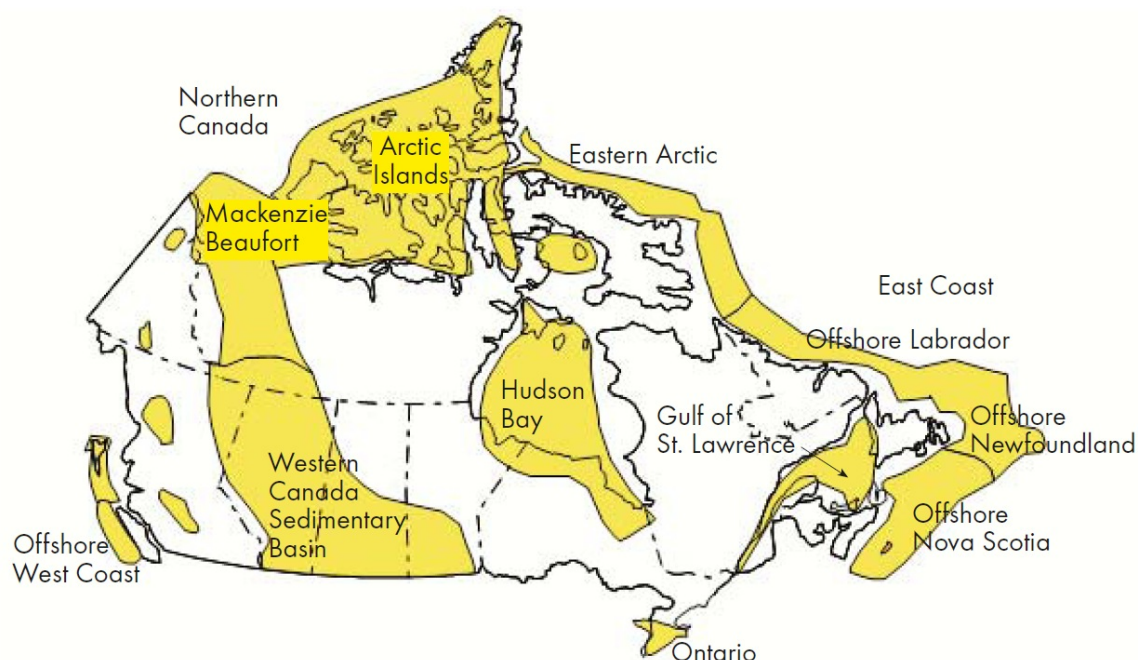 Northern
Canada
Arctic
Islands
Eastern Arctic
Mackenzie
Beaufort
East Coast
Offshore Labrador
Hudson
Bay
Gulf of
St. Lawrence
Offshore
Newfoundland
Western
Canada
Sedimentary
Basin
Offshore
West Coast
Offshore
Nova Scotia
Ontario